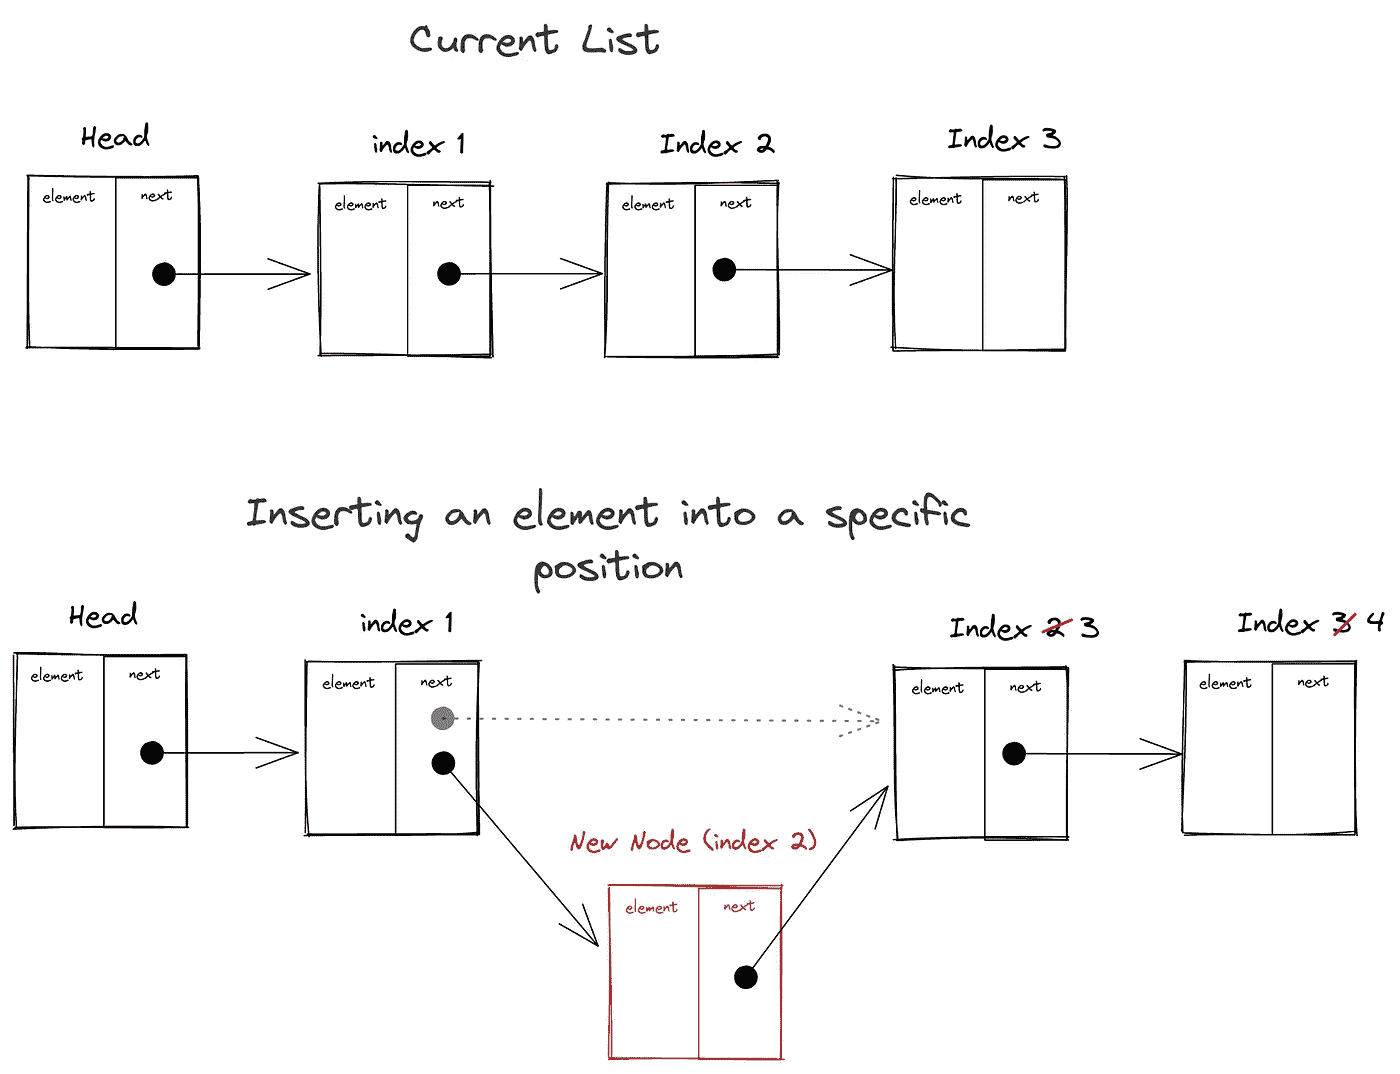 Current List
Head
index 1
Index 2
Index 3
element next
element next
element next
element next
Inserting an element into a specific
position
Head
index 1
Index 2 3
Index 3 4
element next
element next
element next
element next
New Node (index 2)
element next